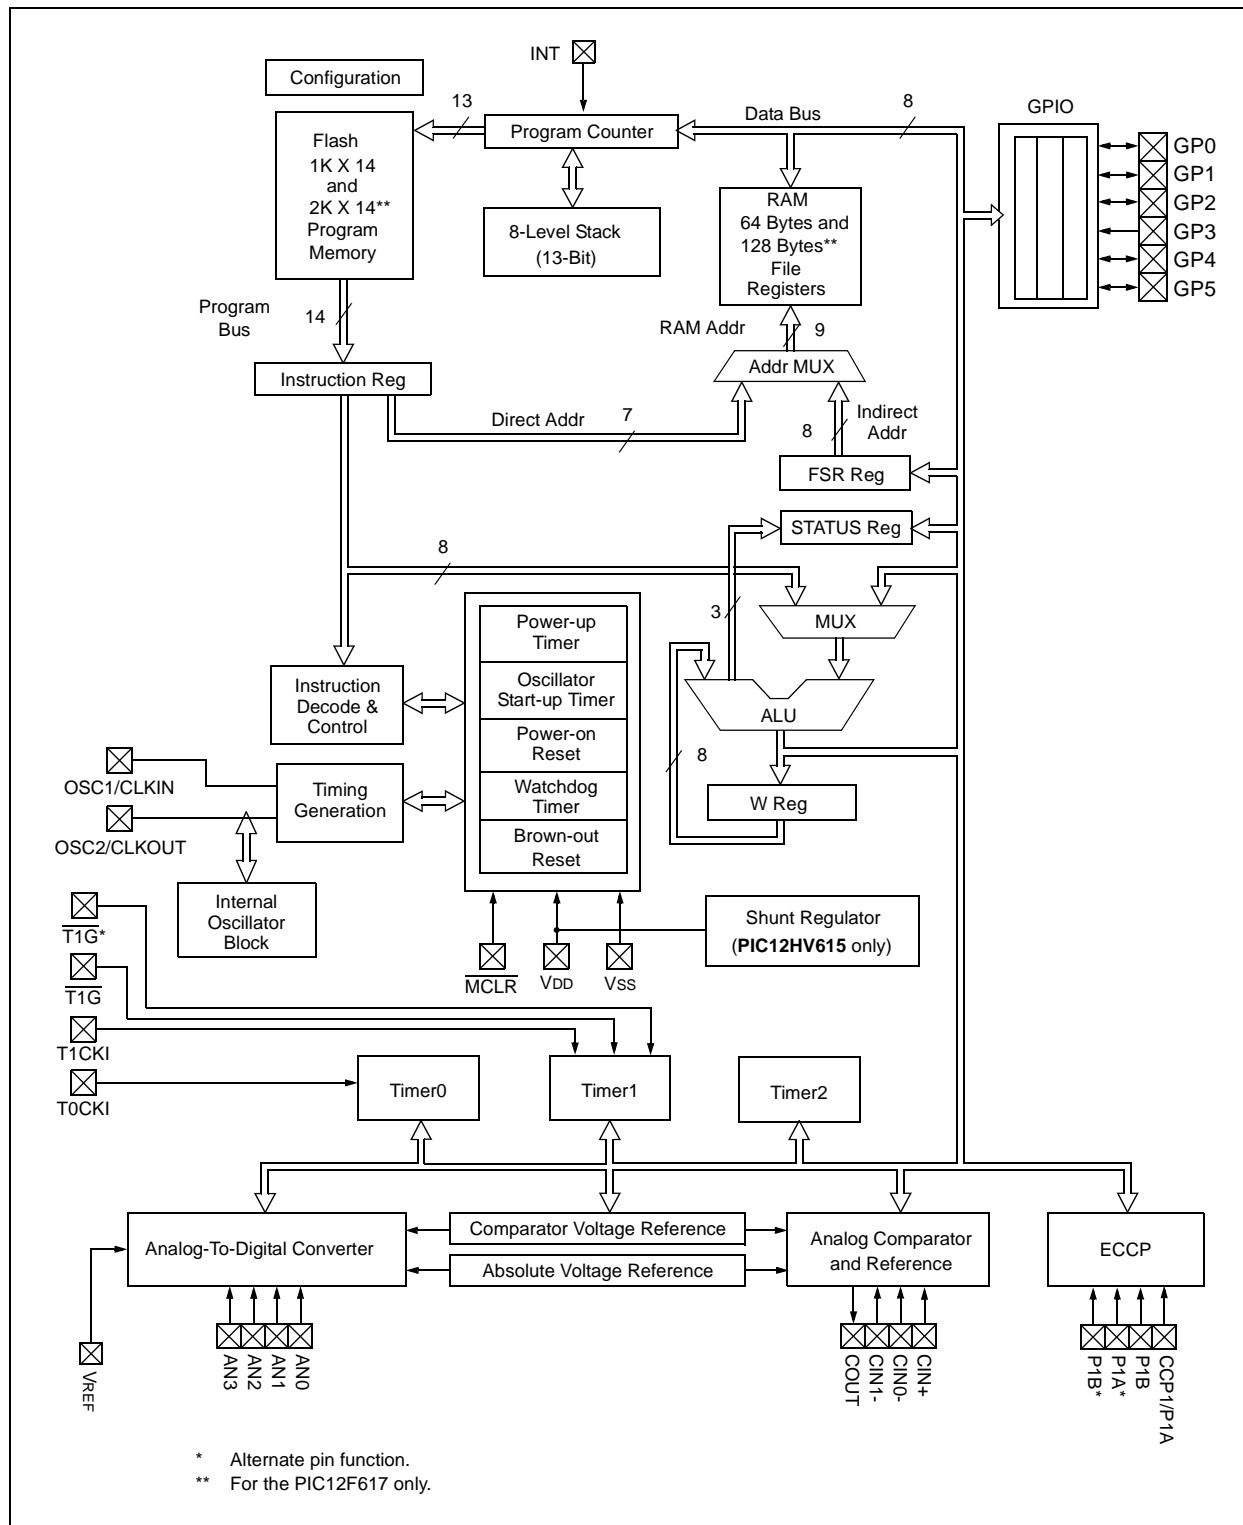 INT
Configuration
13
Data Bus
8
GPIO
Program Counter
Flash
1K X 14
and
2K X 14**
Program
Memory
8-Level Stack
(13-Bit)
RAM
64 Bytes and
128 Bytes**
File
Registers
GP0
GP1
GP2
GP3
GP4
GP5
Program
Bus
14
RAM Addr
9
Addr MUX
Instruction Reg
Direct Addr
7
Indirect
Addr
8
FSR Reg
STATUS Reg
8
3
MUX
Power-up
Timer
Oscillator
Start-up Timer
Power-on
Reset
Watchdog
Timer
Brown-out
Reset
Instruction
Decode &
Control
ALU
8
W Reg
OSC1/CLKIN
Timing
Generation
OSC2/CLKOUT
Internal
Oscillator
Block
T1G*
T1G
T1CKI
T0CKI
MCLR
VDD
VSS
Shunt Regulator
(PIC12HV615 only)
Timer0
Timer1
Timer2
Analog-To-Digital Converter
Comparator Voltage Reference
Absolute Voltage Reference
Analog Comparator
and Reference
ECCP
VREF
AN3
AN2
AN1
AN0
COUT
CIN1-
CIN0-
CIN+
P1B*
P1A*
P1B
CCP1/P1A
* Alternate pin function.
** For the PIC12F617 only.